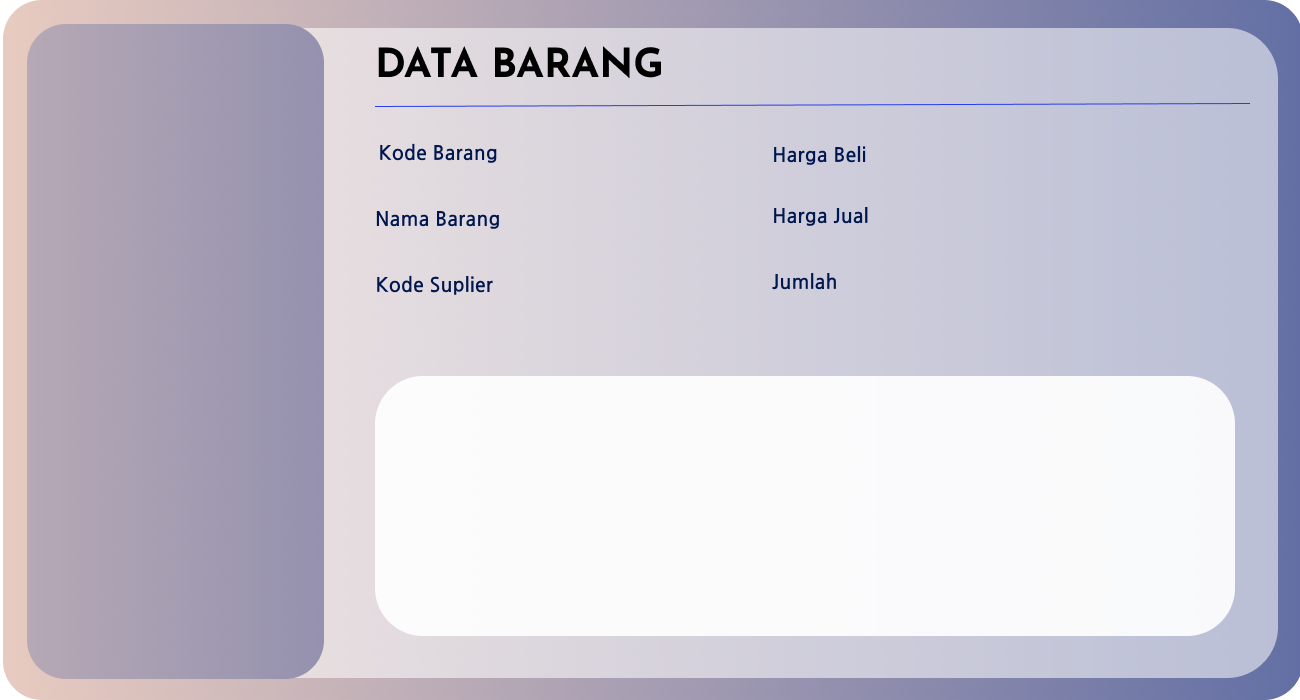 DATA BARANG
Kode Barang
Nama Barang
Kode Suplier
Harga Beli
Harga Jual
Jumlah